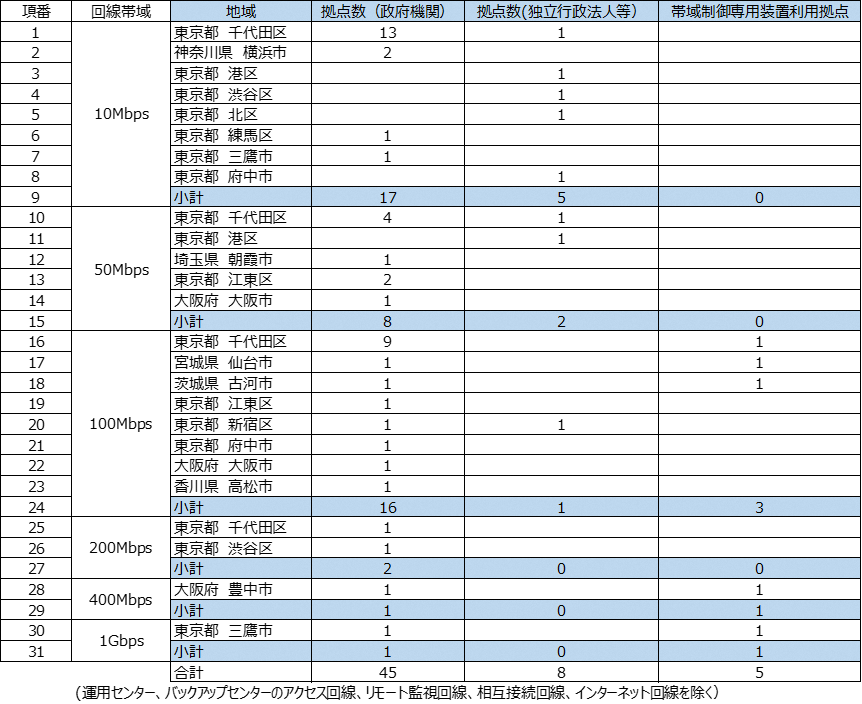 項番 回線帯域 地域 拠点数（政府機関） 拠点数(独立行政法人等） 帯域制御専用装置利用拠点
1 東京都 千代田区 13 1
2 神奈川県 横浜市 2
3 東京都 港区 1
4 東京都 渋谷区 1
5 10Mbps 東京都 北区 1
6 東京都 練馬区 1
7 東京都 三鷹市 1
8 東京都 府中市 1
9 小計 17 5 0
10 東京都 千代田区 4 1
11 東京都 港区 1
12 50Mbps 埼玉県 朝霞市 1
13 東京都 江東区 2
14 大阪府 大阪市 1
15 小計 8 2 0
16 東京都 千代田区 9 1
17 宮城県 仙台市 1 1
18 茨城県 古河市 1 1
19 東京都 江東区 1
20 100Mbps 東京都 新宿区 1 1
21 東京都 府中市 1
22 大阪府 大阪市 1
23 香川県 高松市 1
24 小計 16 1 3
25 東京都 千代田区 1
26 200Mbps 東京都 渋谷区 1
27 小計 2 0 0
28 400Mbps 大阪府 豊中市 1 1
29 小計 1 0 1
30 1Gbps 東京都 三鷹市 1 1
31 小計 1 0 1
合計 45 8 5
(運用センター、バックアップセンターのアクセス回線、リモート監視回線、相互接続回線、インターネット回線を除く）